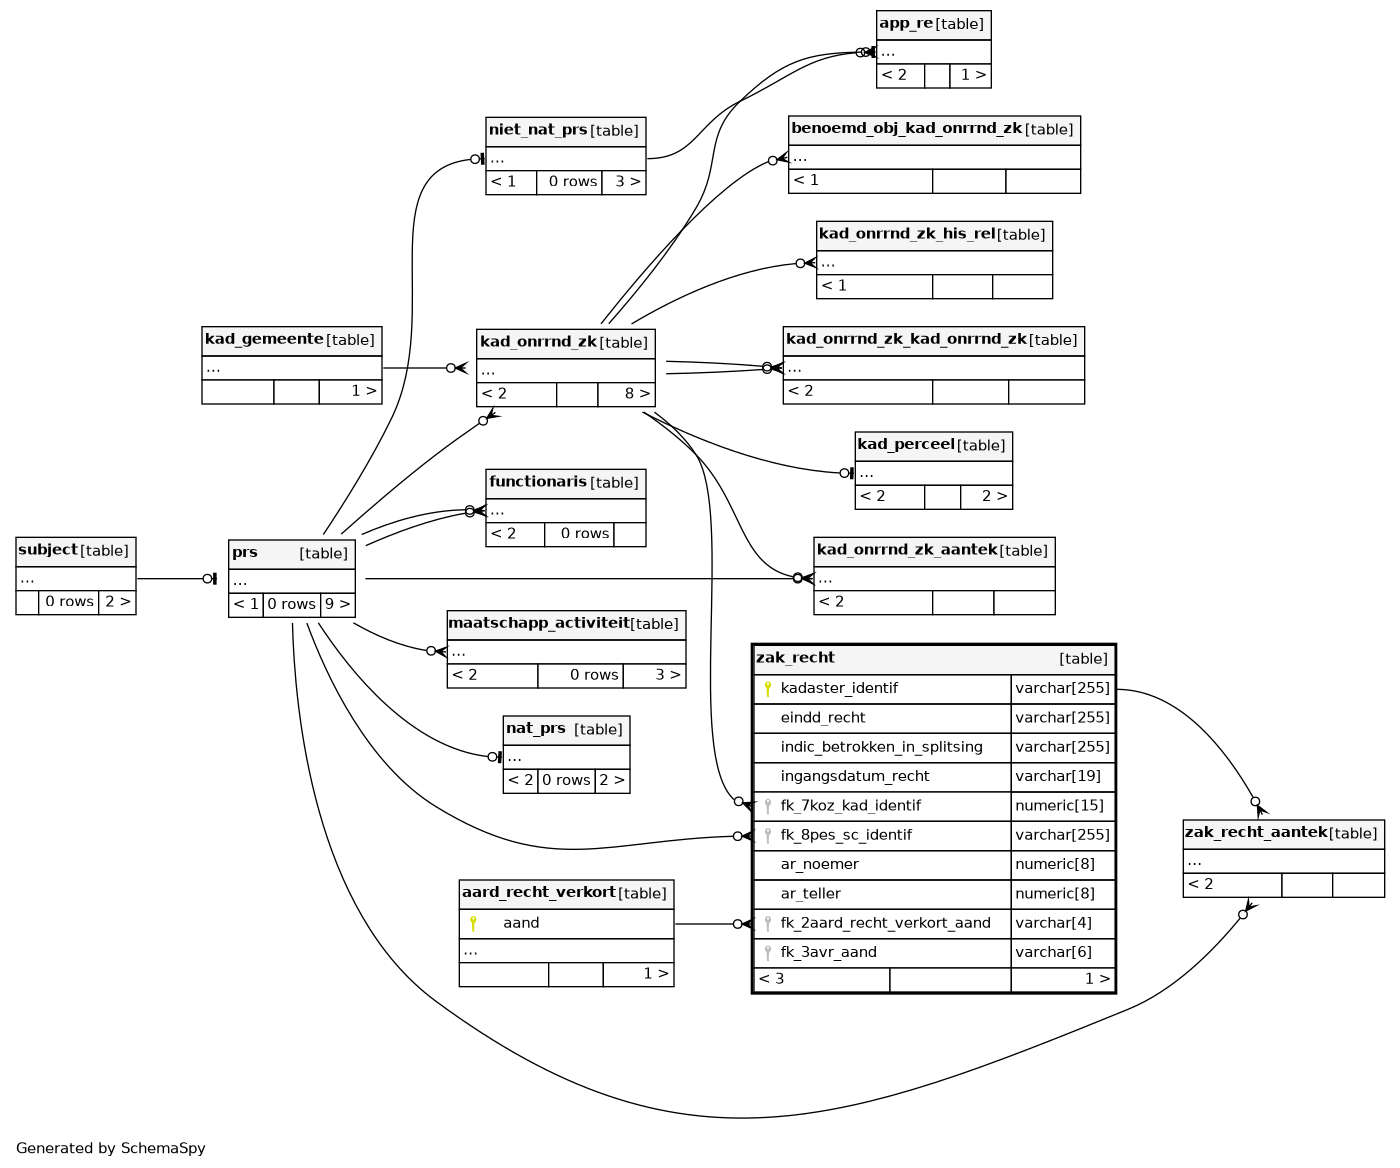 app_re [table]
...
< 2 1 >
niet_nat_prs [table]
...
< 1 0 rows 3 >
benoemd_obj_kad_onrrnd_zk [table]
...
< 1
kad_onrrnd_zk_his_rel [table]
...
< 1
kad_gemeente [table]
...
1 >
kad_onrrnd_zk [table]
...
< 2 8 >
kad_onrrnd_zk_kad_onrrnd_zk [table]
...
< 2
kad_perceel [table]
...
< 2 2 >
functionaris [table]
...
< 2 0 rows
subject [table]
...
0 rows 2 >
prs [table]
...
< 1 0 rows 9 >
kad_onrrnd_zk_aantek [table]
...
< 2
maatschapp_activiteit [table]
...
< 2 0 rows 3 >
nat_prs [table]
...
< 2 0 rows 2 >
zak_recht [table]
kadaster_identif varchar[255]
eindd_recht varchar[255]
indic_betrokken_in_splitsing varchar[255]
ingangsdatum_recht varchar[19]
fk_7koz_kad_identif numeric[15]
fk_8pes_sc_identif varchar[255]
ar_noemer numeric[8]
ar_teller numeric[8]
fk_2aard_recht_verkort_aand varchar[4]
fk_3avr_aand varchar[6]
< 3 1 >
zak_recht_aantek [table]
...
< 2
aard_recht_verkort [table]
aand
...
1 >
Generated by SchemaSpy